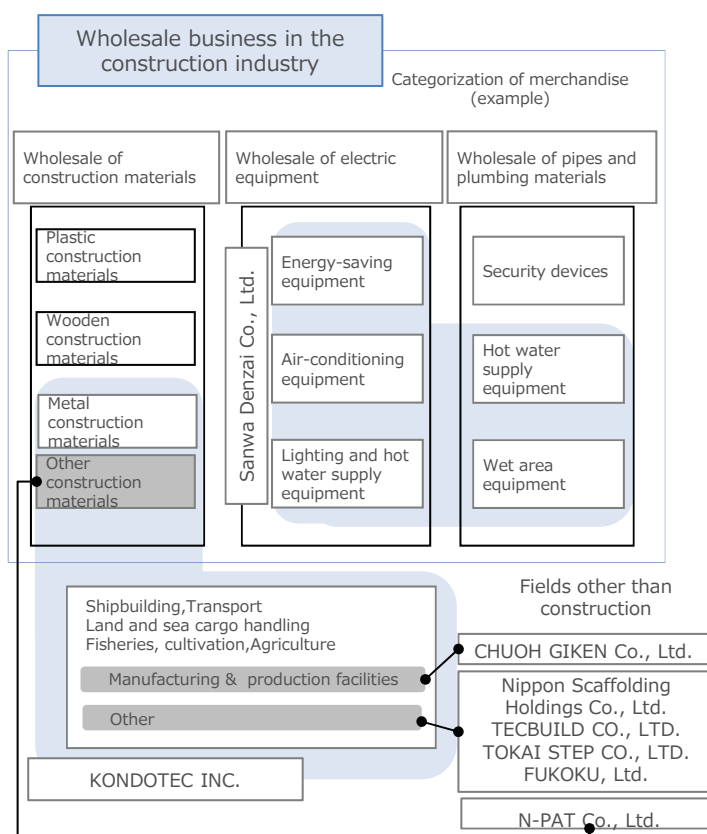 Wholesale business in the
construction industry
Categorization of merchandise
(example)
Wholesale of
construction materials
Wholesale of electric
equipment
Wholesale of pipes and
plumbing materials
Plastic
construction
materials
Wooden
construction
materials
Metal
construction
materials
Other
construction
materials
Sanwa Denzai Co., Ltd.
Energy-saving
equipment
Air-conditioning
equipment
Lighting and hot
water supply
equipment
Security devices
Hot water
supply
equipment
Wet area
equipment
Shipbuilding,Transport
Land and sea cargo handling
Fisheries, cultivation,Agriculture
Manufacturing & production facilities
Other
KONDOTEC INC.
Fields other than
construction
CHUOH GIKEN Co., Ltd.
Nippon Scaffolding
Holdings Co., Ltd.
TECBUILD CO., LTD.
TOKAI STEP CO., LTD.
FUKOKU, Ltd.
N-PAT Co., Ltd.